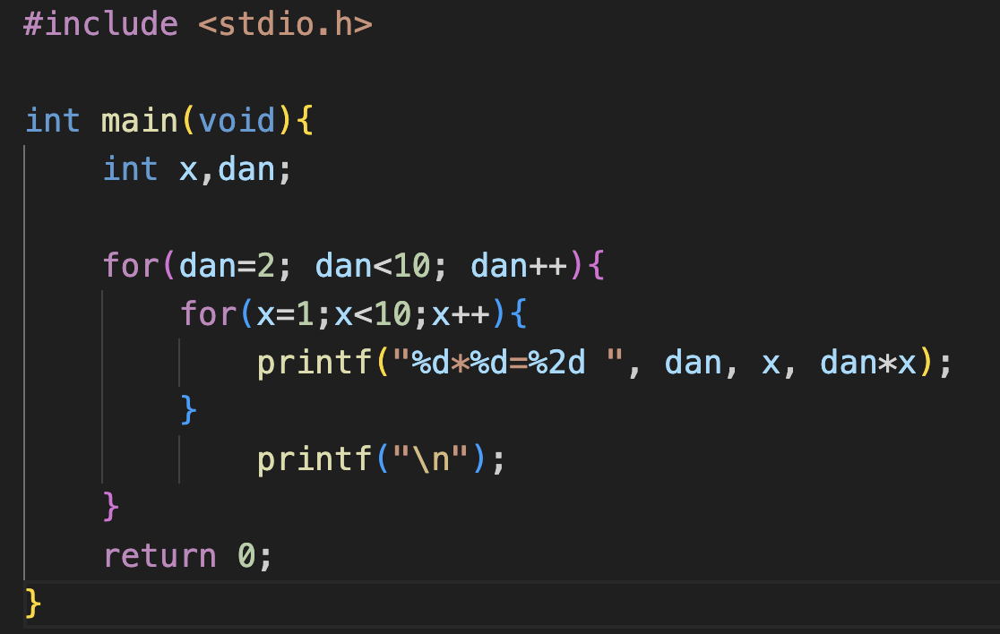 #include <stdio.h>

int main(void){
    int x,dan;

    for(dan=2; dan<10; dan++){
        for(x=1;x<10;x++){
            printf("%d*%d=%2d ", dan, x, dan*x);
        }
            printf("\n");
    }
    return 0;
}